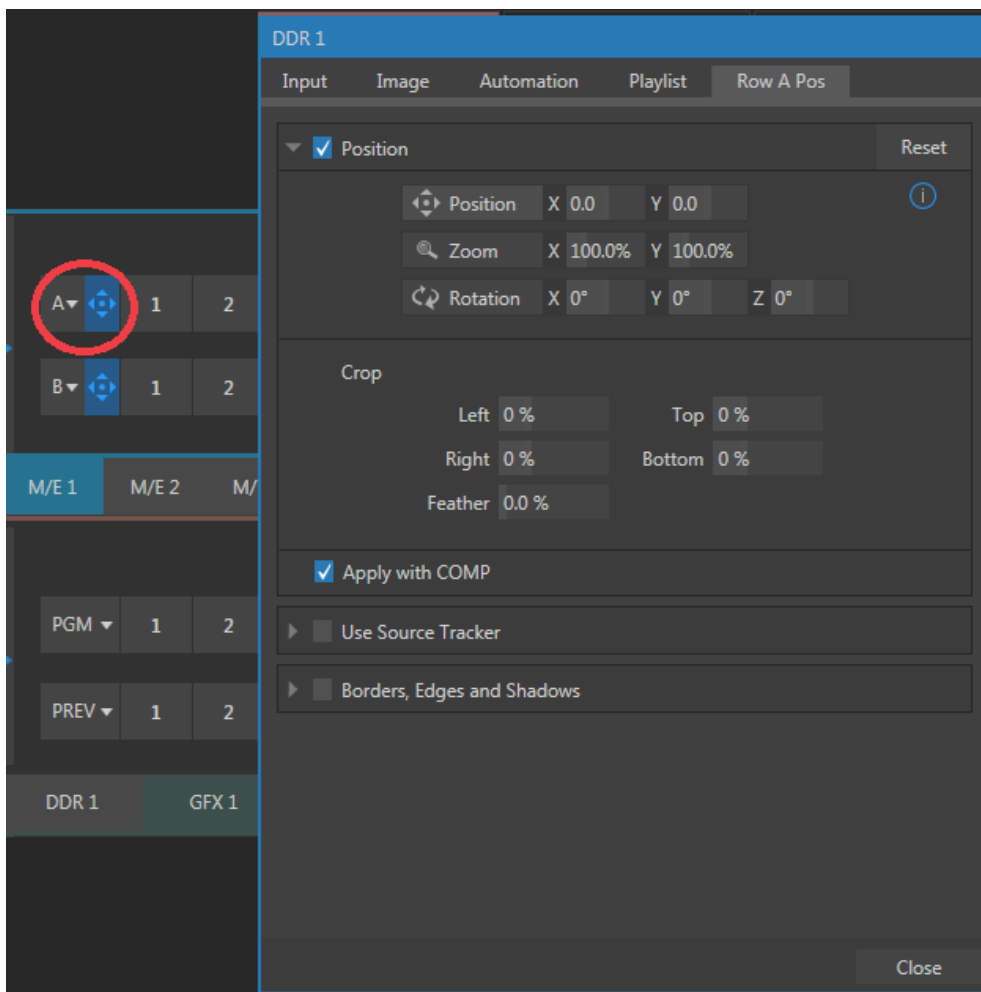 DDR 1
Input Image Automation Playlist Row A Pos
Position Reset
Position X 0.0 Y 0.0
Zoom X 100.0% Y 100.0%
Rotation X 0° Y 0° Z 0°
Crop
Left 0 % Top 0 %
Right 0 % Bottom 0 %
Feather 0.0 %
Apply with COMP
Use Source Tracker
Borders, Edges and Shadows
Close
A 1 2
B 1 2
M/E 1 M/E 2 M/
PGM 1 2
PREV 1 2
DDR 1 GFX 1